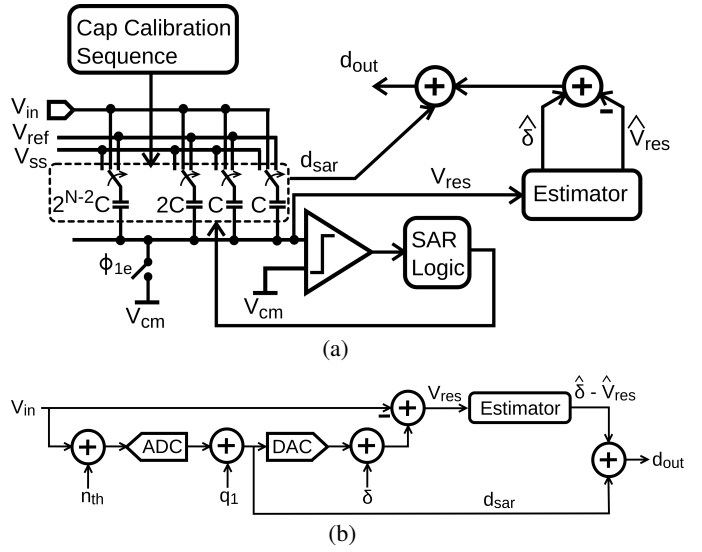 Cap Calibration
Sequence
V_in
V_ref
V_ss
2^{N-2}C
2C
C
C
d_out
+
+
-
d_sar
δ̂
V̂_res
V_res
Estimator
ϕ_1e
V_cm
V_cm
SAR
Logic
(a)
V_in
+
n_th
ADC
+
q_1
DAC
+
δ
-
+
V_res
Estimator
δ̂ - V̂_res
+
d_out
d_sar
(b)